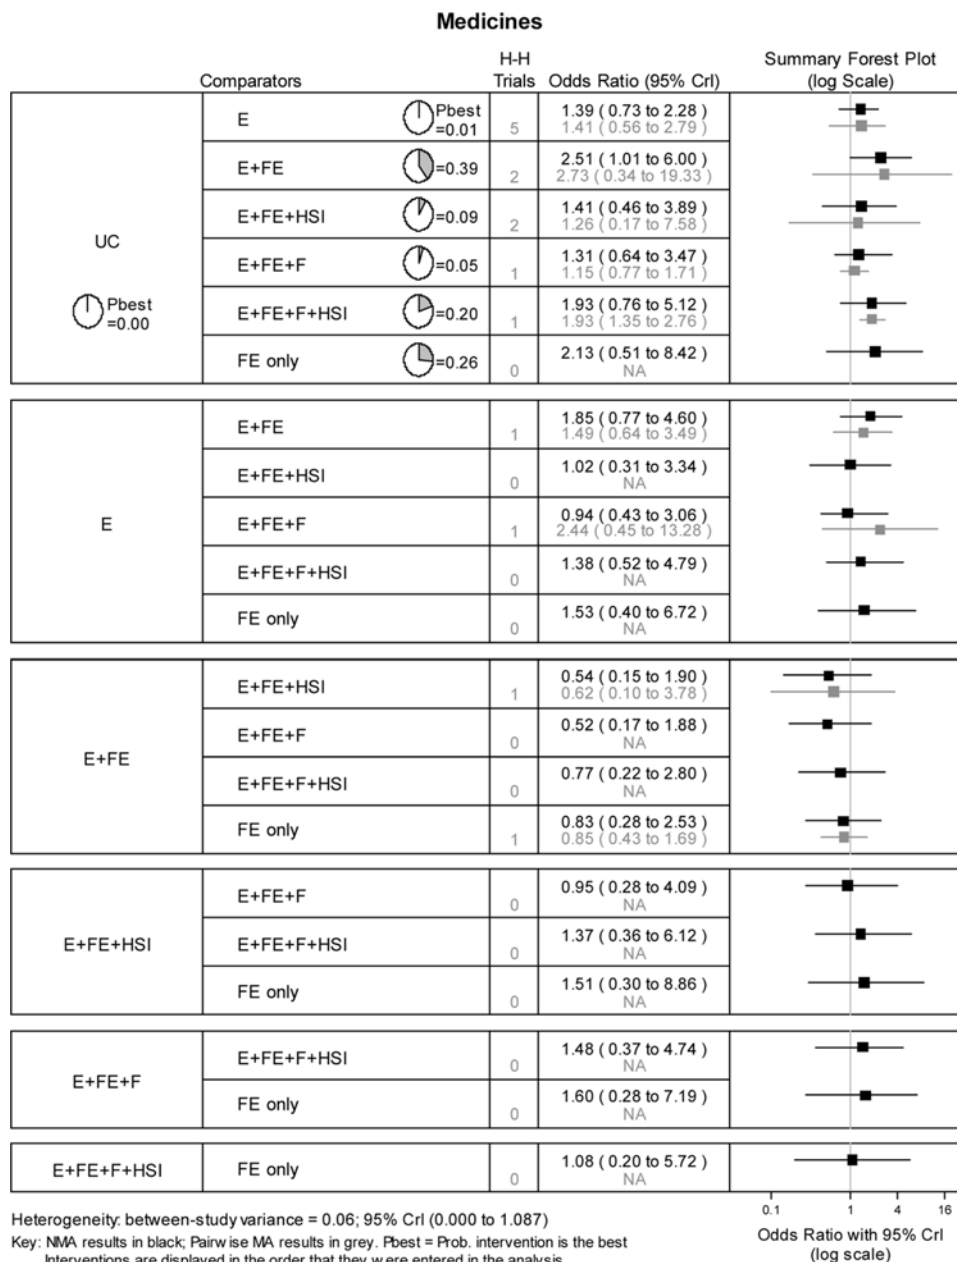 Medicines
Comparators
H-H
Trials
Odds Ratio (95% CrI)
Summary Forest Plot
(log Scale)
UC
Pbest
=0.00
E
Pbest
=0.01
5
1.39 ( 0.73 to 2.28 )
1.41 ( 0.56 to 2.79 )
E+FE
=0.39
2
2.51 ( 1.01 to 6.00 )
2.73 ( 0.34 to 19.33 )
E+FE+HSI
=0.09
2
1.41 ( 0.46 to 3.89 )
1.26 ( 0.17 to 7.58 )
E+FE+F
=0.05
1
1.31 ( 0.64 to 3.47 )
1.15 ( 0.77 to 1.71 )
E+FE+F+HSI
=0.20
1
1.93 ( 0.76 to 5.12 )
1.93 ( 1.35 to 2.76 )
FE only
=0.26
0
2.13 ( 0.51 to 8.42 )
NA
E
E+FE
1
1.85 ( 0.77 to 4.60 )
1.49 ( 0.64 to 3.49 )
E+FE+HSI
0
1.02 ( 0.31 to 3.34 )
NA
E+FE+F
1
0.94 ( 0.43 to 3.06 )
2.44 ( 0.45 to 13.28 )
E+FE+F+HSI
0
1.38 ( 0.52 to 4.79 )
NA
FE only
0
1.53 ( 0.40 to 6.72 )
NA
E+FE
E+FE+HSI
1
0.54 ( 0.15 to 1.90 )
0.62 ( 0.10 to 3.78 )
E+FE+F
0
0.52 ( 0.17 to 1.88 )
NA
E+FE+F+HSI
0
0.77 ( 0.22 to 2.80 )
NA
FE only
1
0.83 ( 0.28 to 2.53 )
0.85 ( 0.43 to 1.69 )
E+FE+HSI
E+FE+F
0
0.95 ( 0.28 to 4.09 )
NA
E+FE+F+HSI
0
1.37 ( 0.36 to 6.12 )
NA
FE only
0
1.51 ( 0.30 to 8.86 )
NA
E+FE+F
E+FE+F+HSI
0
1.48 ( 0.37 to 4.74 )
NA
FE only
0
1.60 ( 0.28 to 7.19 )
NA
E+FE+F+HSI
FE only
0
1.08 ( 0.20 to 5.72 )
NA
0.1 1 4 16
Odds Ratio with 95% CrI
(log scale)
Heterogeneity: between-study variance = 0.06; 95% CrI (0.000 to 1.087)
Key: NMA results in black; Pairwise MA results in grey. Pbest = Prob. intervention is the best
Interventions are displayed in the order that they were entered in the analysis